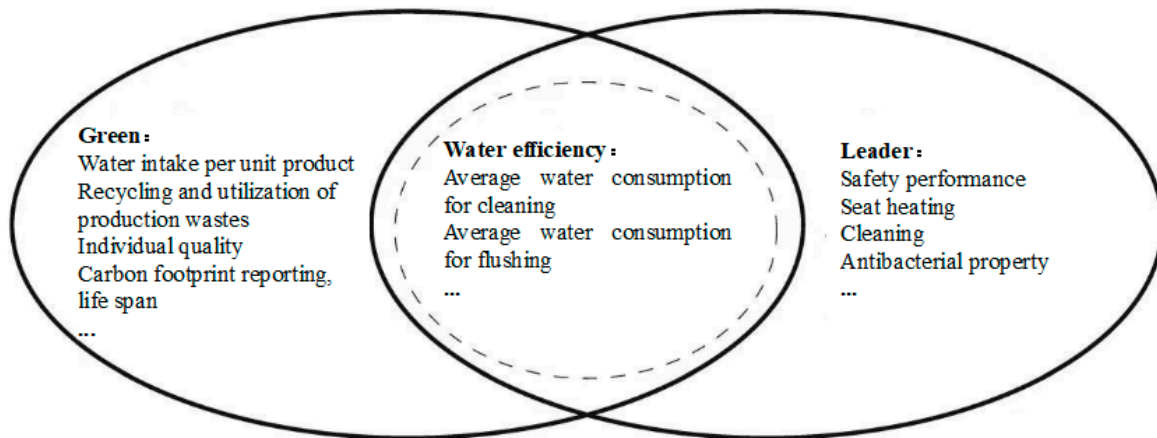 Green：
Water intake per unit product
Recycling and utilization of
production wastes
Individual quality
Carbon footprint reporting,
life span
...
Water efficiency：
Average water consumption
for cleaning
Average water consumption
for flushing
...
Leader：
Safety performance
Seat heating
Cleaning
Antibacterial property
...